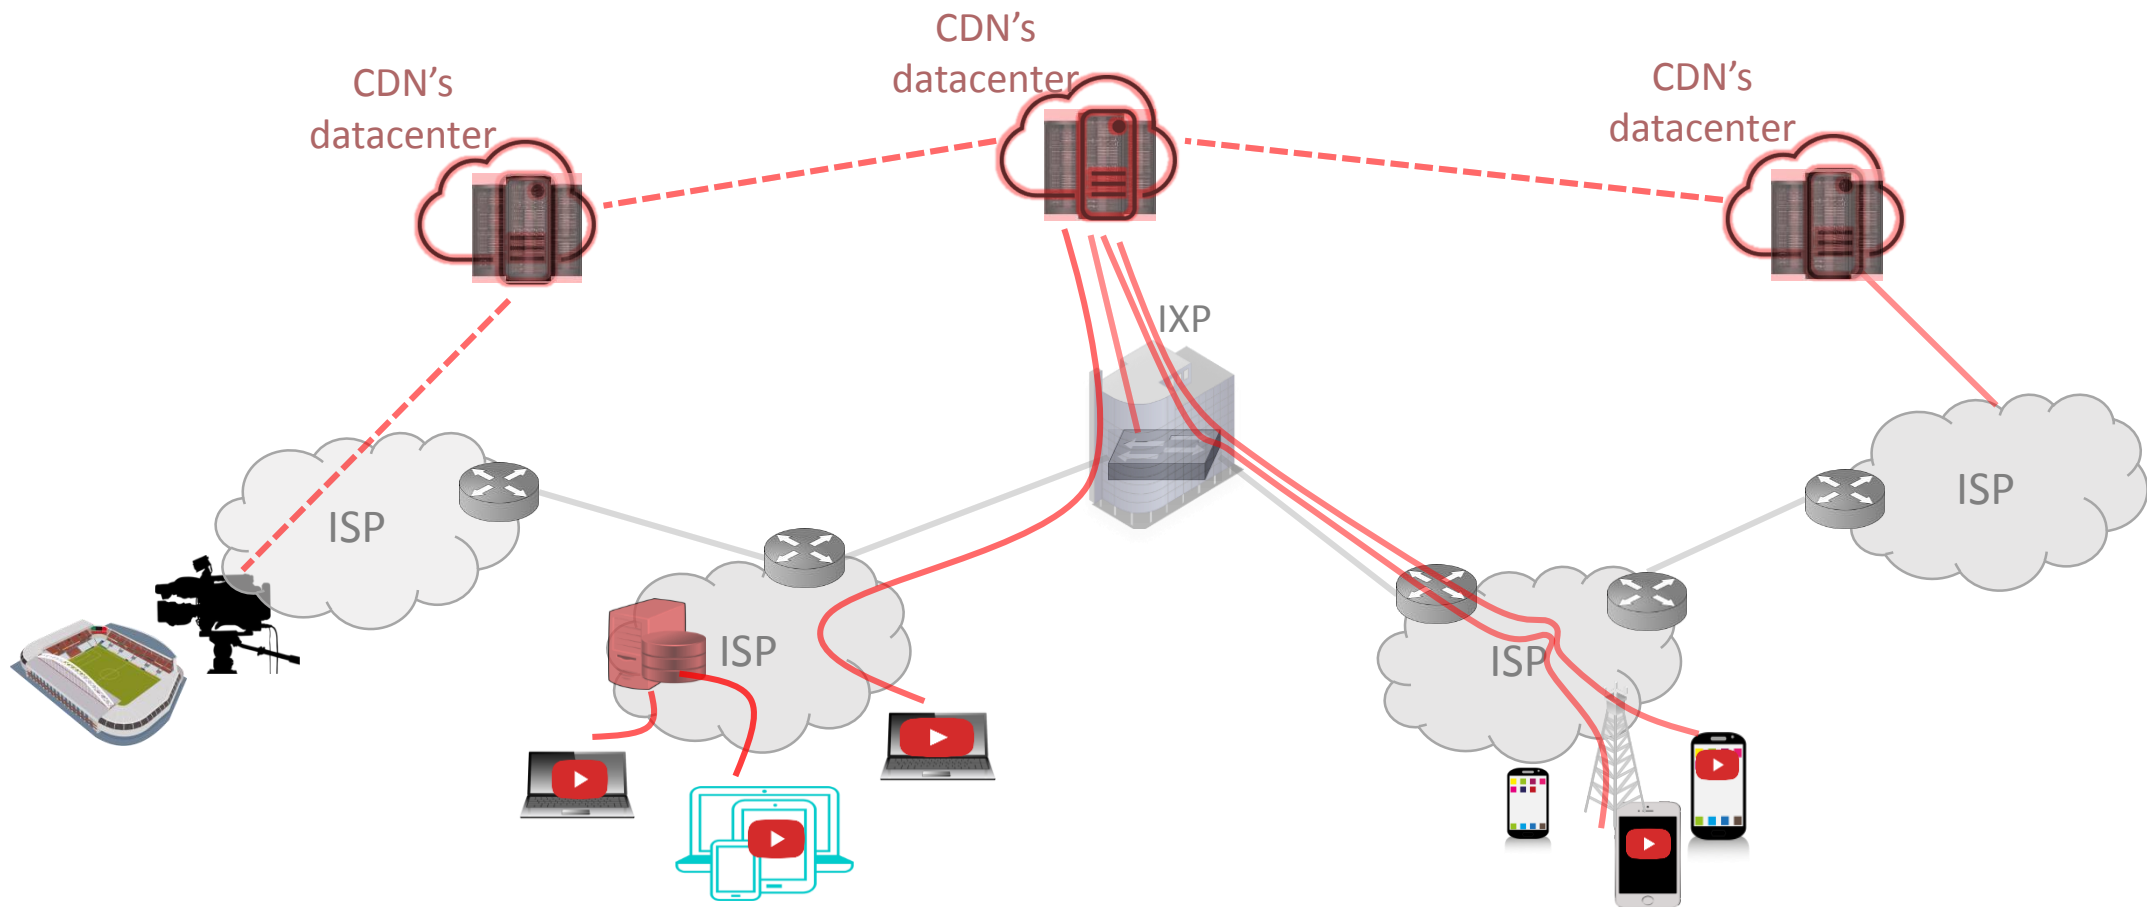 CDN’s
datacenter
CDN’s
datacenter
CDN’s
datacenter
IXP
ISP
ISP
ISP
ISP